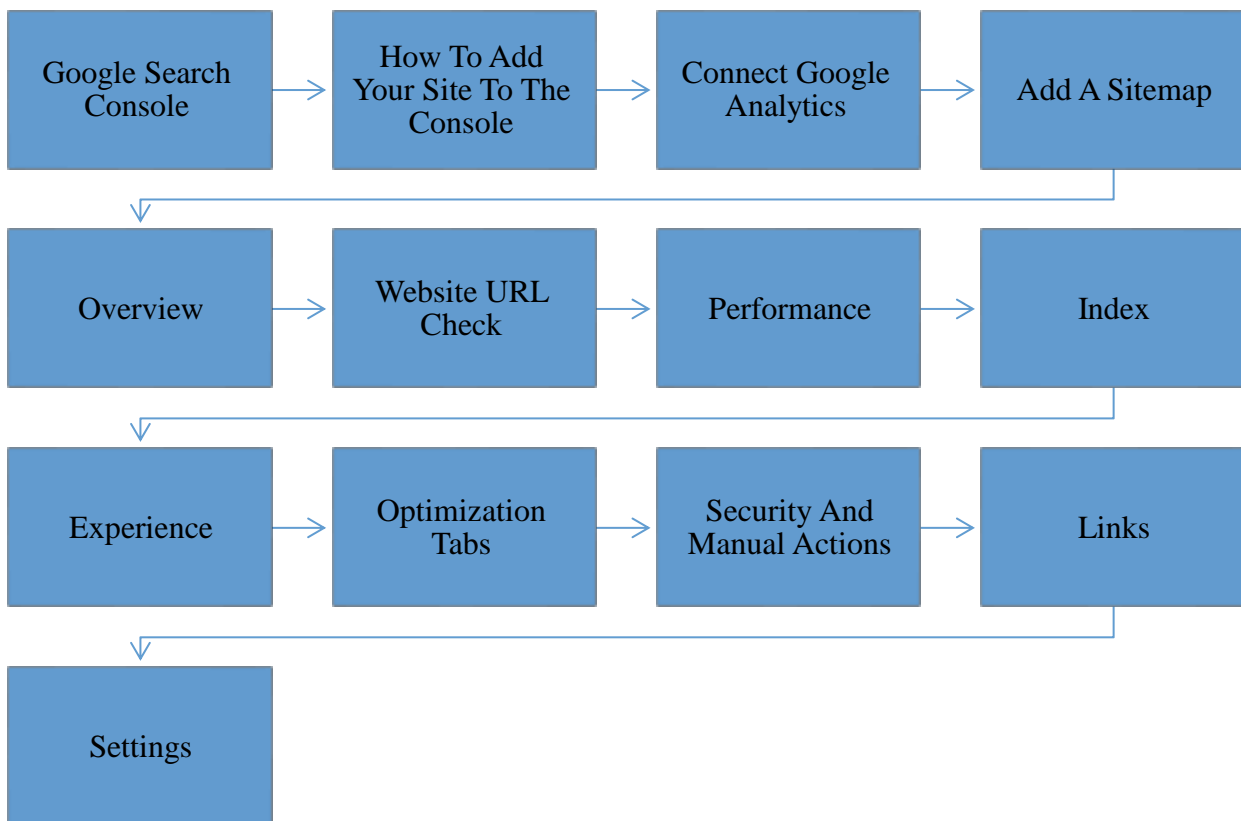 Google Search
Console
How To Add
Your Site To The
Console
Connect Google
Analytics
Add A Sitemap
Overview
Website URL
Check
Performance
Index
Experience
Optimization
Tabs
Security And
Manual Actions
Links
Settings